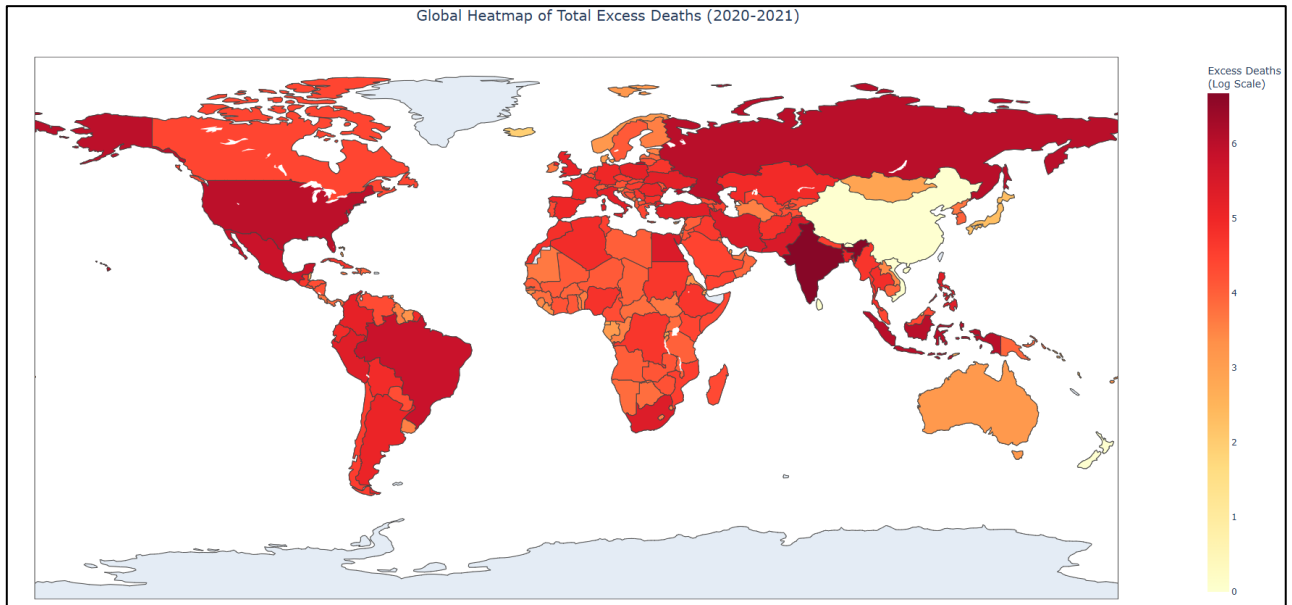 Global Heatmap of Total Excess Deaths (2020-2021)
Excess Deaths
(Log Scale)
6
5
4
3
2
1
0